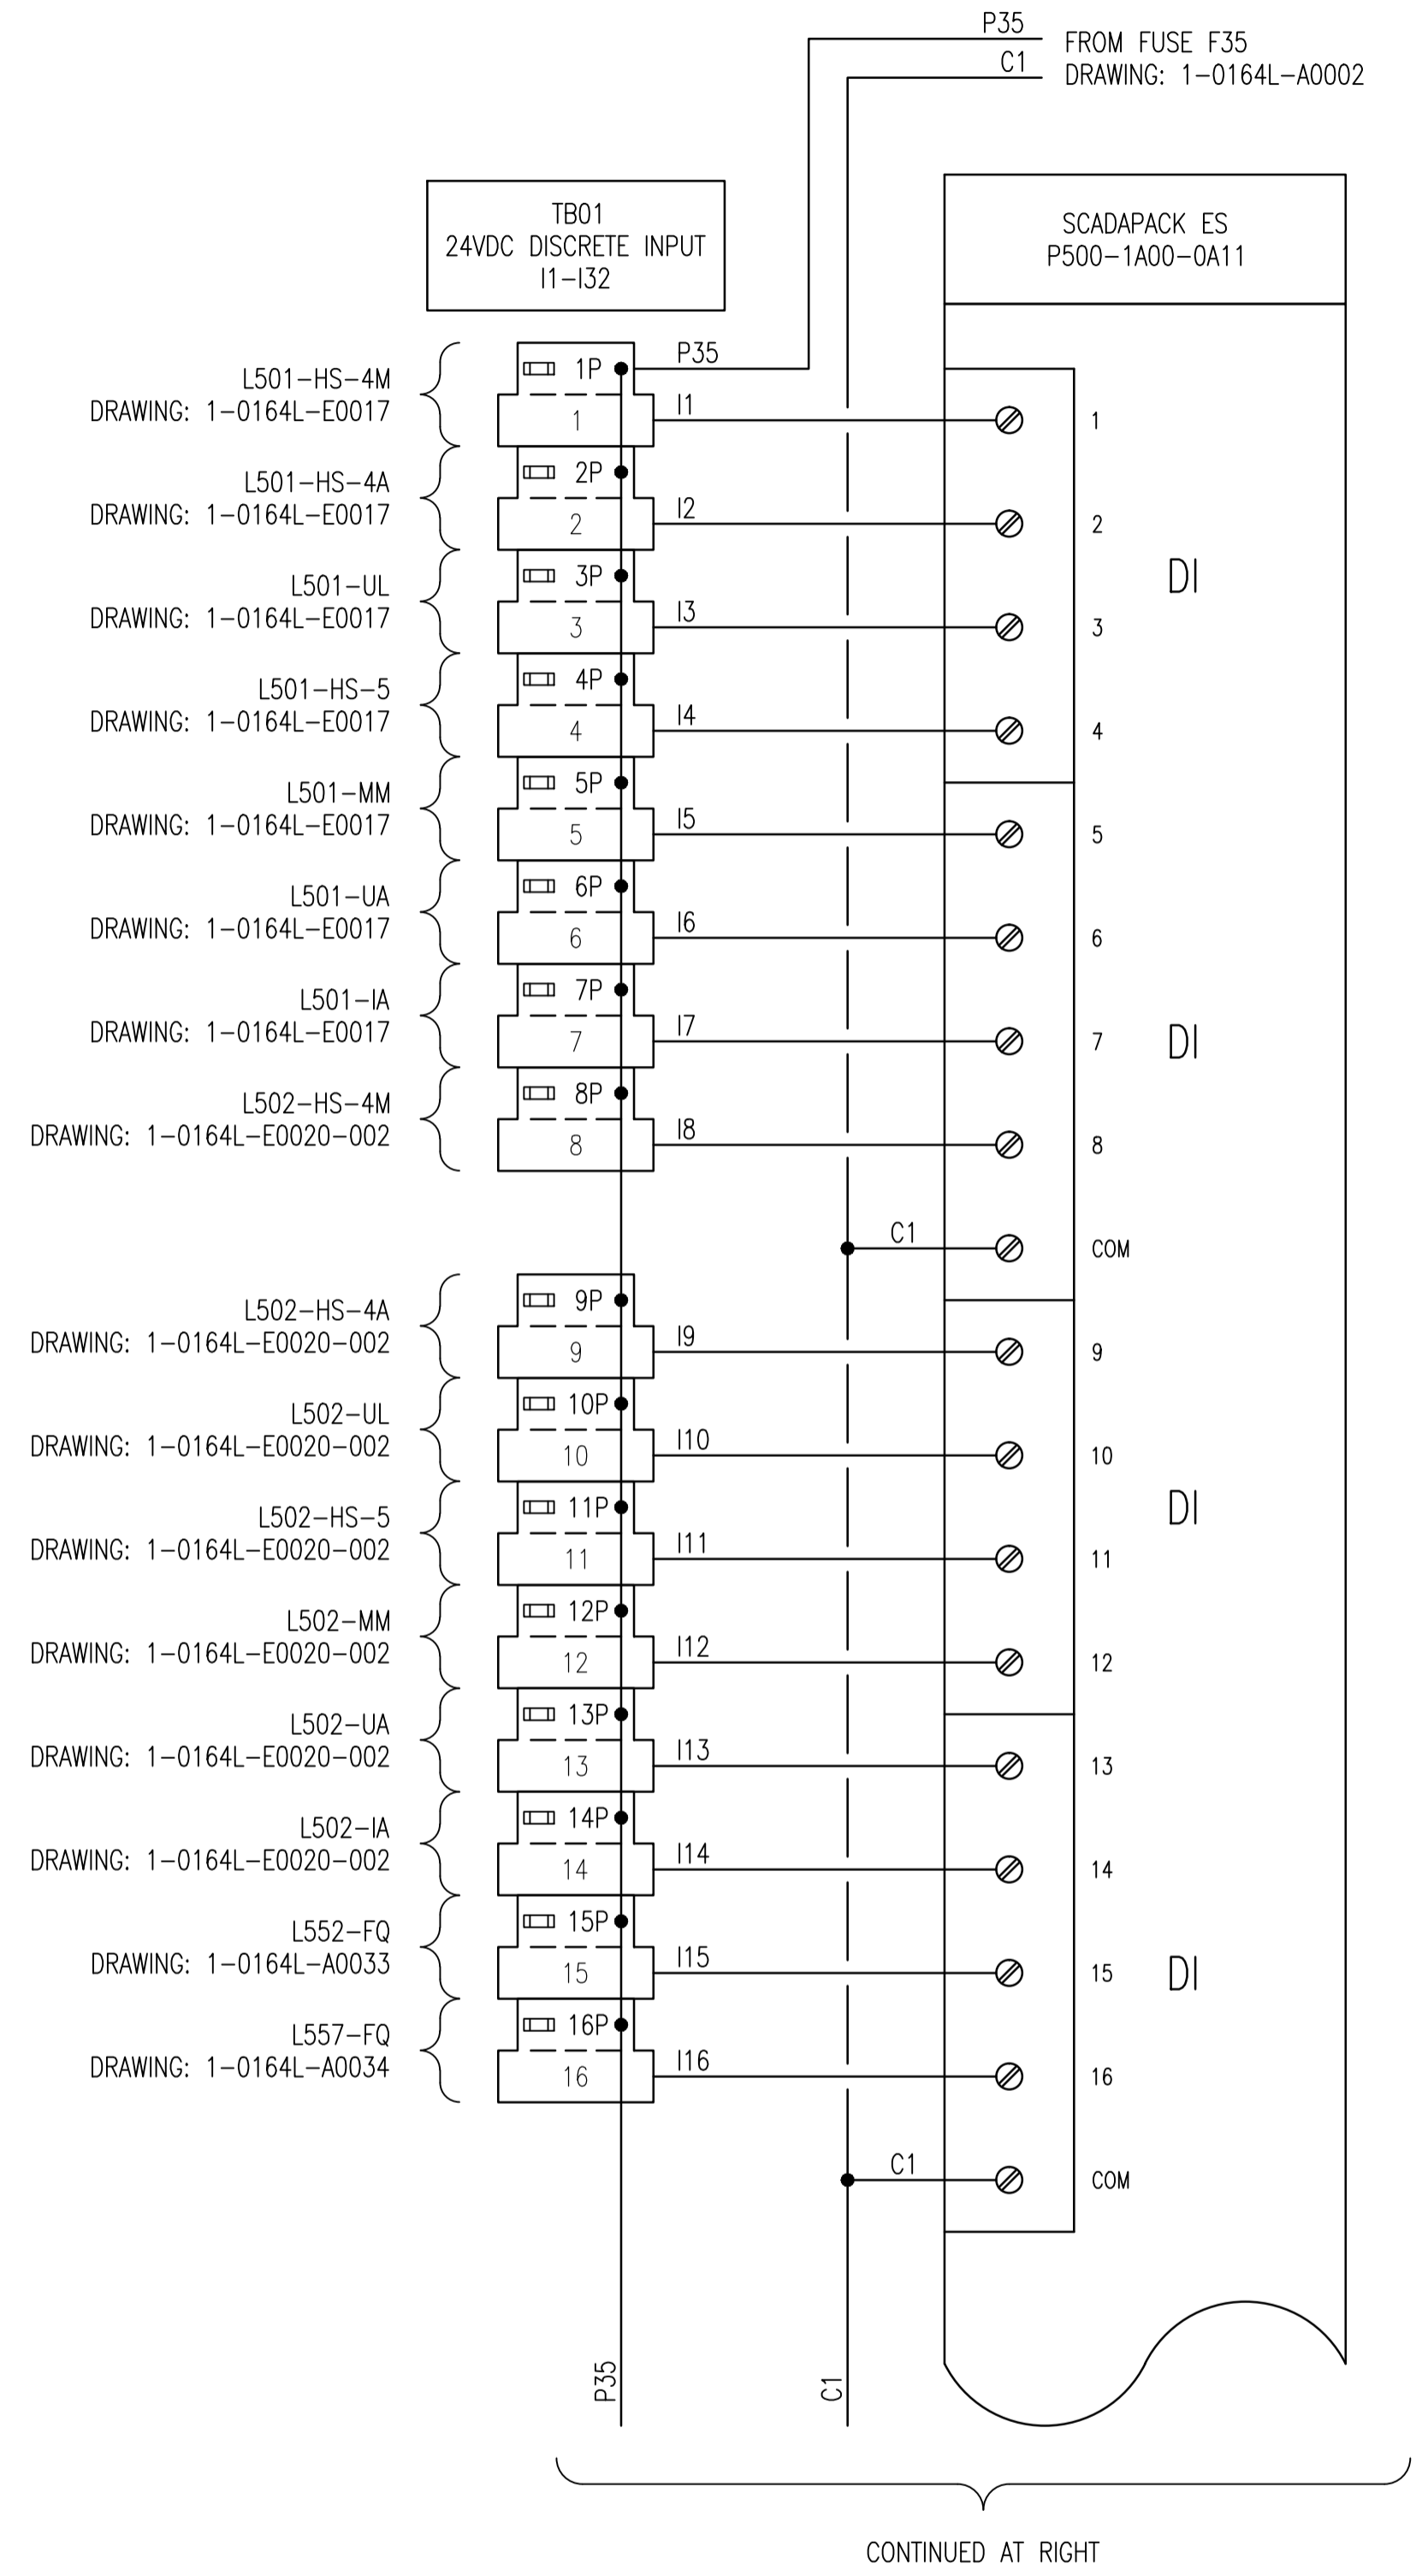 P35
FROM FUSE F35
C1
DRAWING: 1-0164L-A0002
TB01
24VDC DISCRETE INPUT
I1-I32
SCADAPACK ES
P500-1A00-0A11
L501-HS-4M
DRAWING: 1-0164L-E0017
1P
P35
1
I1
1
L501-HS-4A
DRAWING: 1-0164L-E0017
2P
2
I2
2
L501-UL
DRAWING: 1-0164L-E0017
3P
3
I3
3
DI
L501-HS-5
DRAWING: 1-0164L-E0017
4P
4
I4
4
L501-MM
DRAWING: 1-0164L-E0017
5P
5
I5
5
L501-UA
DRAWING: 1-0164L-E0017
6P
6
I6
6
L501-IA
DRAWING: 1-0164L-E0017
7P
7
I7
7
DI
L502-HS-4M
DRAWING: 1-0164L-E0020-002
8P
8
I8
8
C1
COM
L502-HS-4A
DRAWING: 1-0164L-E0020-002
9P
9
I9
9
L502-UL
DRAWING: 1-0164L-E0020-002
10P
10
I10
10
L502-HS-5
DRAWING: 1-0164L-E0020-002
11P
11
I11
11
DI
L502-MM
DRAWING: 1-0164L-E0020-002
12P
12
I12
12
L502-UA
DRAWING: 1-0164L-E0020-002
13P
13
I13
13
L502-IA
DRAWING: 1-0164L-E0020-002
14P
14
I14
14
L552-FQ
DRAWING: 1-0164L-A0033
15P
15
I15
15
DI
L557-FQ
DRAWING: 1-0164L-A0034
16P
16
I16
16
C1
COM
P35
C1
CONTINUED AT RIGHT